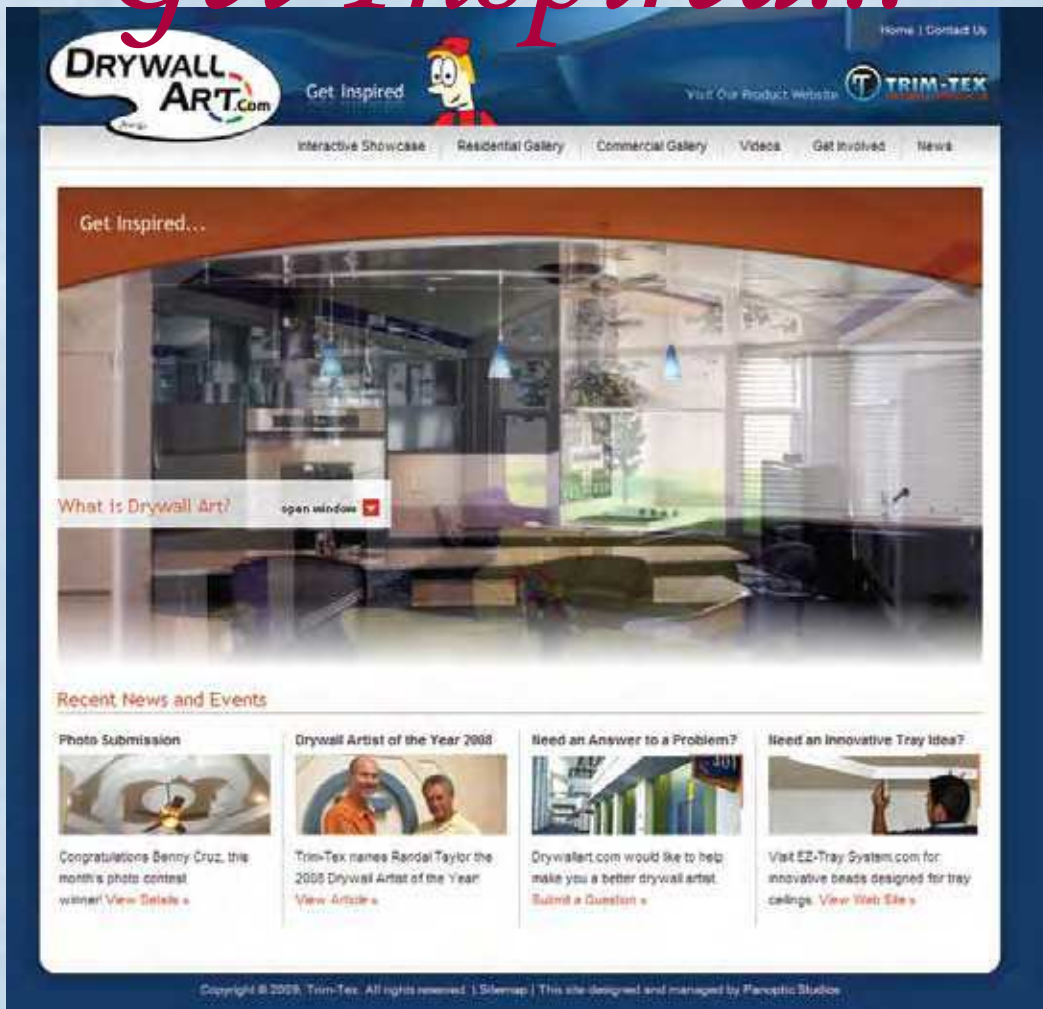 Get Inspired...
Home | Contact Us
DRYWALL
ART.com
Get Inspired
Visit Our Product Website
TRIM-TEX
Interactive Showcase
Residential Gallery
Commercial Gallery
Videos
Get Involved
News
Get Inspired...
What is Drywall Art?
open window
Recent News and Events
Photo Submission
Congratulations Benny Cruz, this
month's photo contest
winner! View Details »
Drywall Artist of the Year 2008
Trim-Tex names Randal Taylor the
2008 Drywall Artist of the Year!
View Article »
Need an Answer to a Problem?
Drywallart.com would like to help
make you a better drywall artist.
Submit a Question »
Need an Innovative Tray Idea?
Visit EZ-Tray System.com for
innovative beads designed for tray
ceilings. View Web Site »
Copyright © 2009, Trim-Tex. All rights reserved. | Sitemap | This site designed and managed by Panoptic Studios